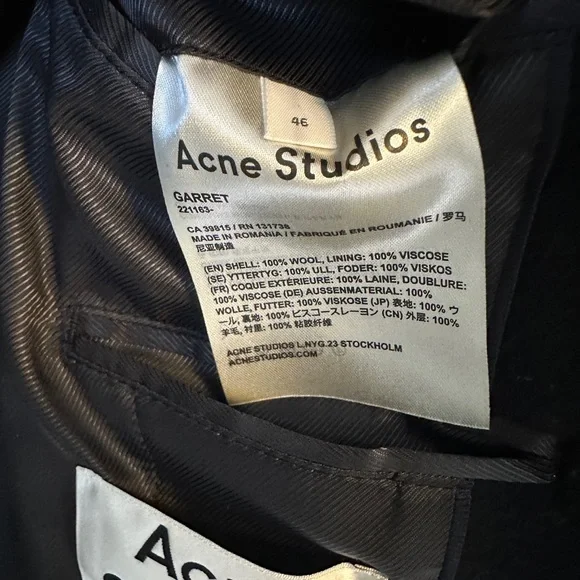 46
Acne Studios
GARRET
221163-
CA 39815 / RN 131738
MADE IN ROMANIA / FABRIQUÉ EN ROUMANIE / 罗马
尼亚制造
(EN) SHELL: 100% WOOL, LINING: 100% VISCOSE
(SE) YTTERTYG: 100% ULL, FODER: 100% VISKOS
(FR) COQUE EXTÉRIEURE: 100% LAINE, DOUBLURE:
100% VISCOSE (DE) AUSSENMATERIAL: 100%
WOLLE, FUTTER: 100% VISKOSE (JP) 表地: 100% ウ
ール, 裏地: 100% ビスコースレーヨン (CN) 外层: 100%
羊毛, 衬里: 100% 粘胶纤维
ACNE STUDIOS L,NYG.23 STOCKHOLM
ACNESTUDIOS.COM